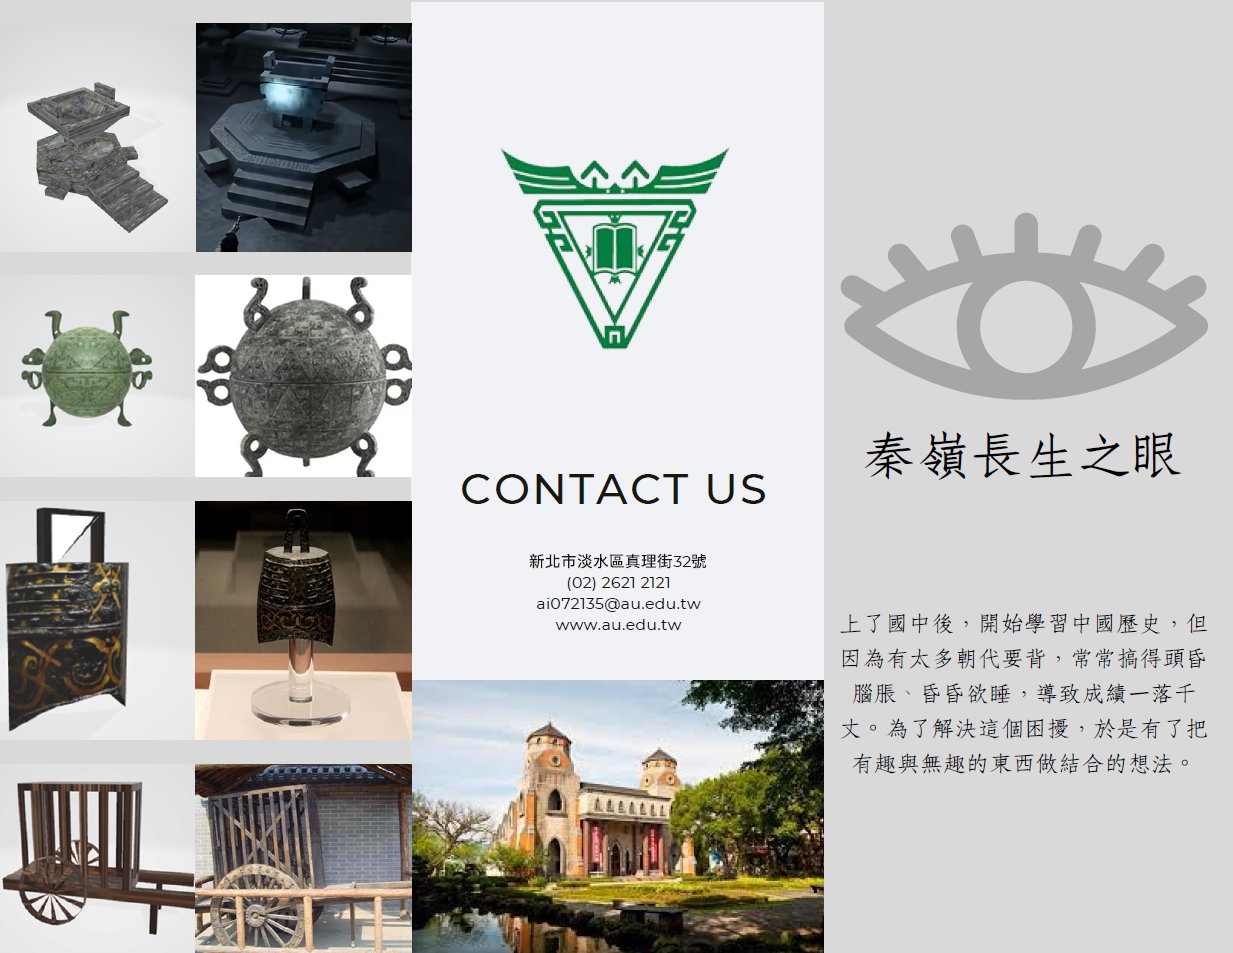 CONTACT US
新北市淡水區真理街32號
(02) 2621 2121
ai072135@au.edu.tw
www.au.edu.tw
秦嶺長生之眼
上了國中後，開始學習中國歷史，但
因為有太多朝代要背，常常搞得頭昏
腦脹、昏昏欲睡，導致成績一落千
丈。為了解決這個困擾，於是有了把
有趣與無趣的東西做結合的想法。